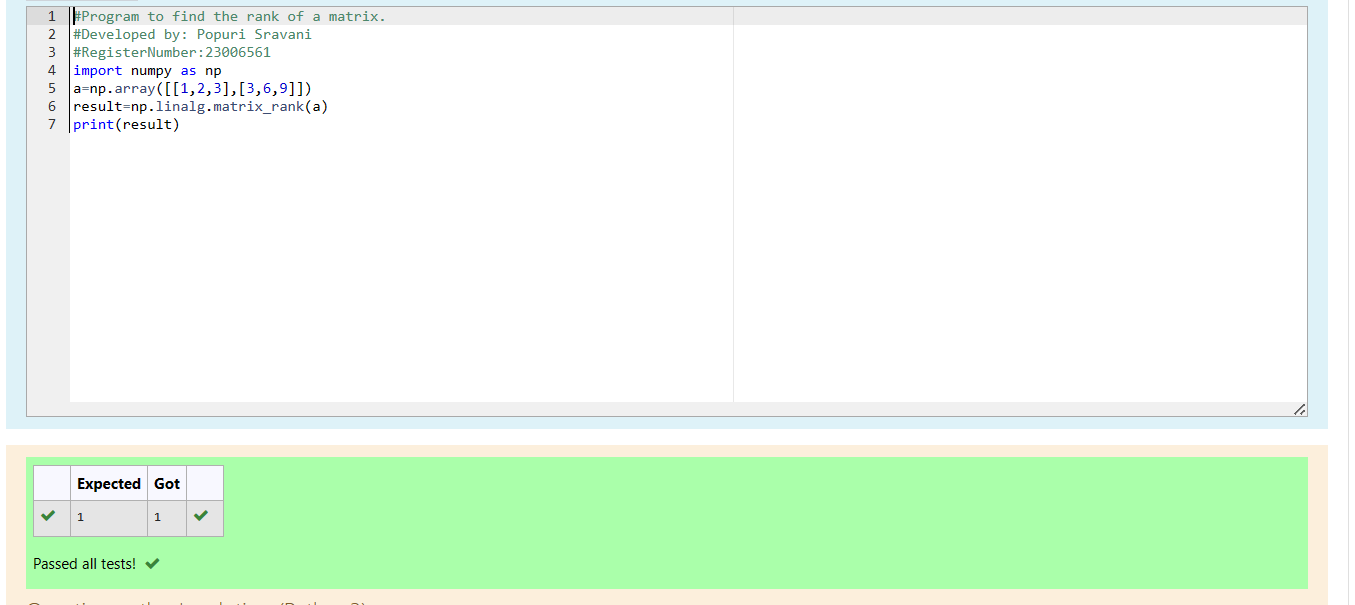 1 #Program to find the rank of a matrix.
2 #Developed by: Popuri Sravani
3 #RegisterNumber:23006561
4 import numpy as np
5 a=np.array([[1,2,3],[3,6,9]])
6 result=np.linalg.matrix_rank(a)
7 print(result)
Expected Got
1 1
Passed all tests!